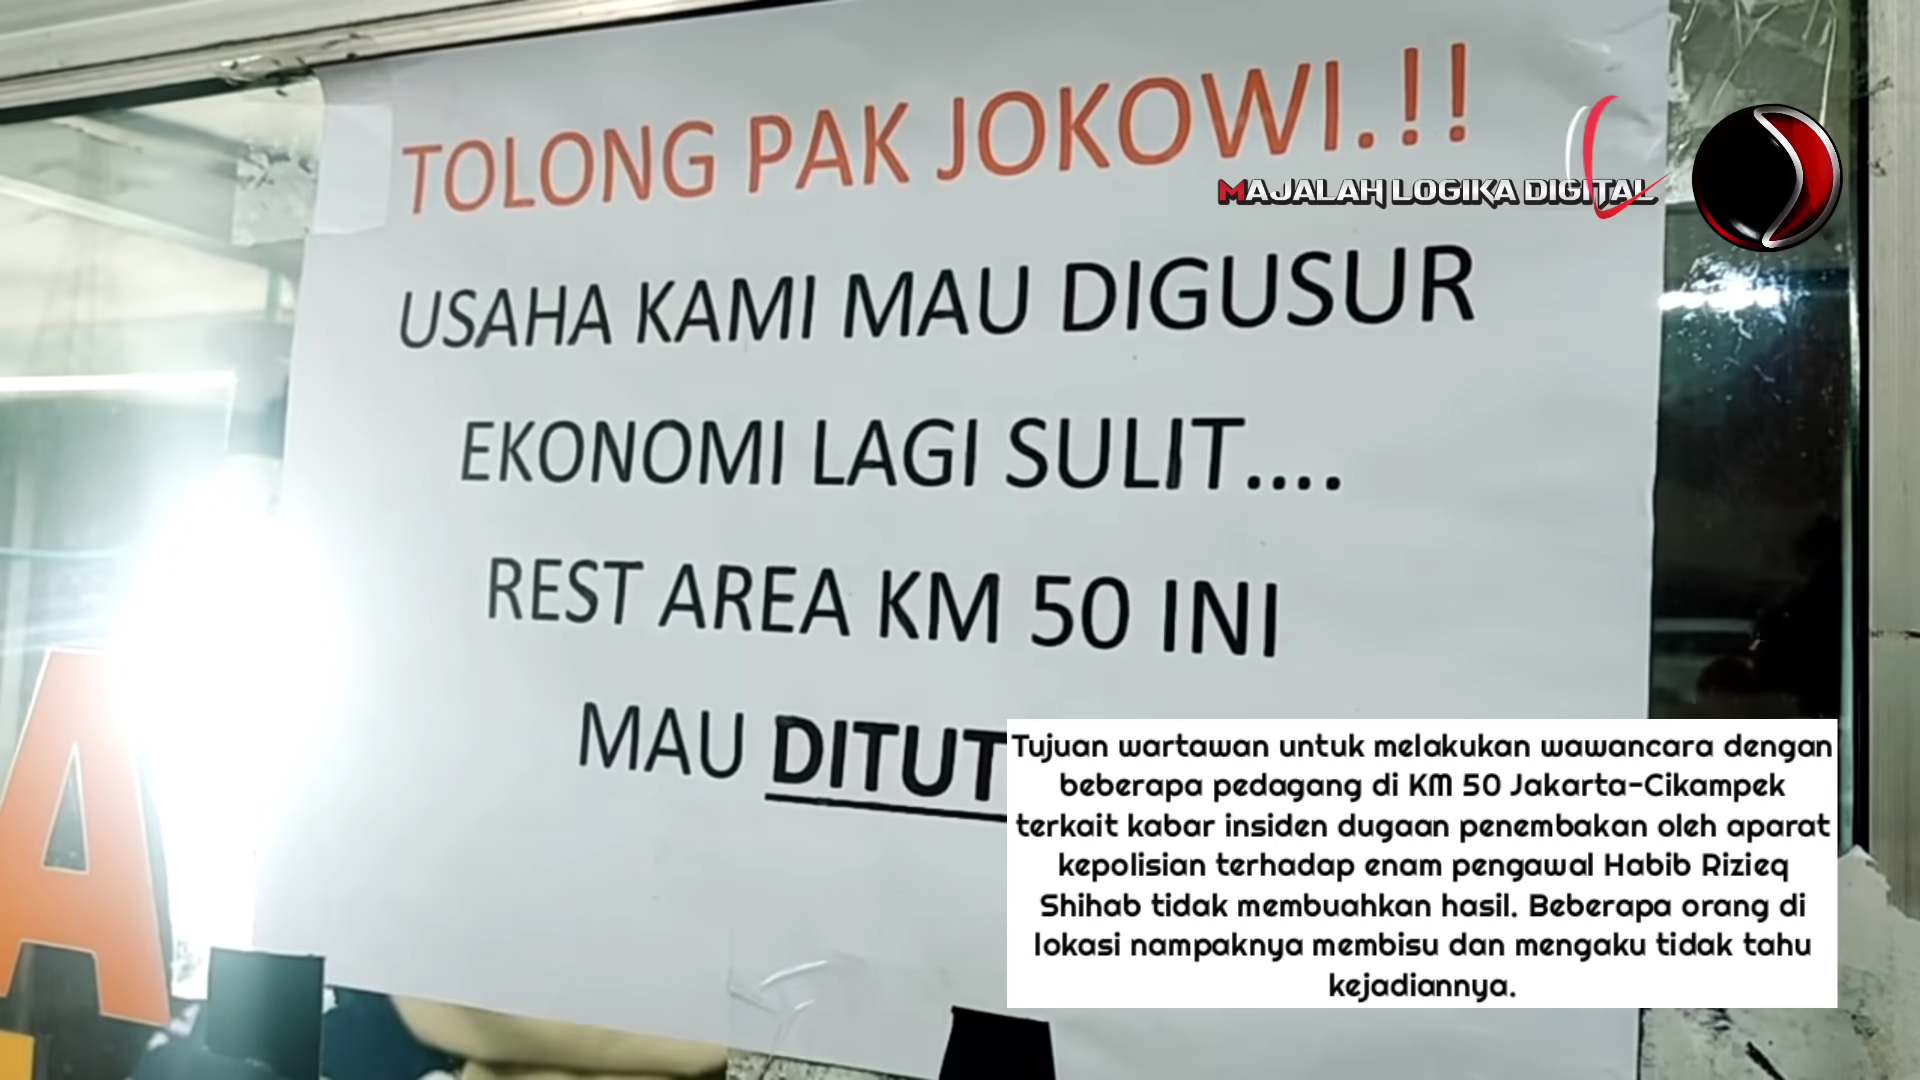 TOLONG PAK JOKOWI.!!
MAJALAH LOGIKA DIGITAL
USAHA KAMI MAU DIGUSUR
EKONOMI LAGI SULIT....
REST AREA KM 50 INI
MAU DITUT
Tujuan wartawan untuk melakukan wawancara dengan
beberapa pedagang di KM 50 Jakarta-Cikampek
terkait kabar insiden dugaan penembakan oleh aparat
kepolisian terhadap enam pengawal Habib Rizieq
Shihab tidak membuahkan hasil. Beberapa orang di
lokasi nampaknya membisu dan mengaku tidak tahu
kejadiannya.
A